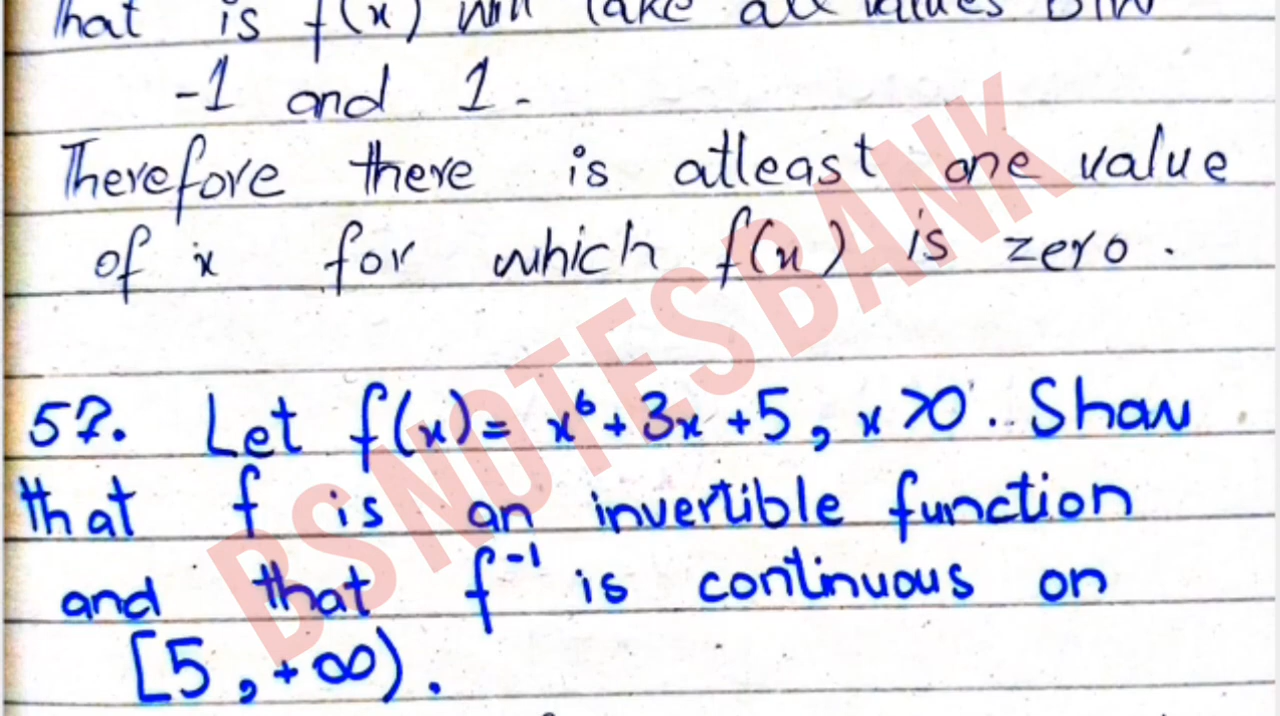 that is f(x) will take all values btw
-1 and 1.
Therefore there is atleast one value
of x for which f(x) is zero.
57. Let f(x)= x⁶+3x+5, x>0. Show
that f is an invertible function
and that f⁻¹ is continuous on
[5,+∞).
BSNOTESBANK